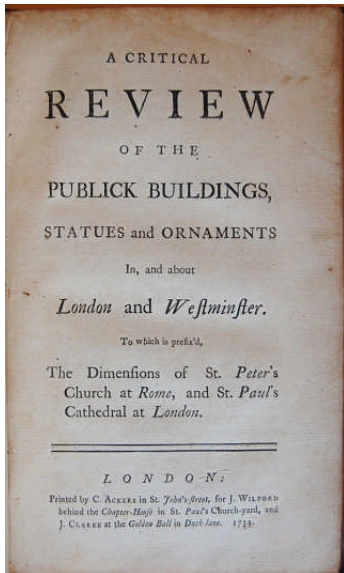 A CRITICAL
REVIEW
OF THE
PUBLICK BUILDINGS,
STATUES and ORNAMENTS
In, and about
London and Weſtminſter.
To which is prefix'd,
The Dimenſions of St. Peter's
Church at Rome, and St. Paul's
Cathedral at London.
LONDON:
Printed by C. ACKERS in St. John's-ſtreet, for J. WILFORD
behind the Chapter-Houſe in St. Paul's Church-yard, and
J. CLARKE at the Golden Ball in Duck-lane. 1734.